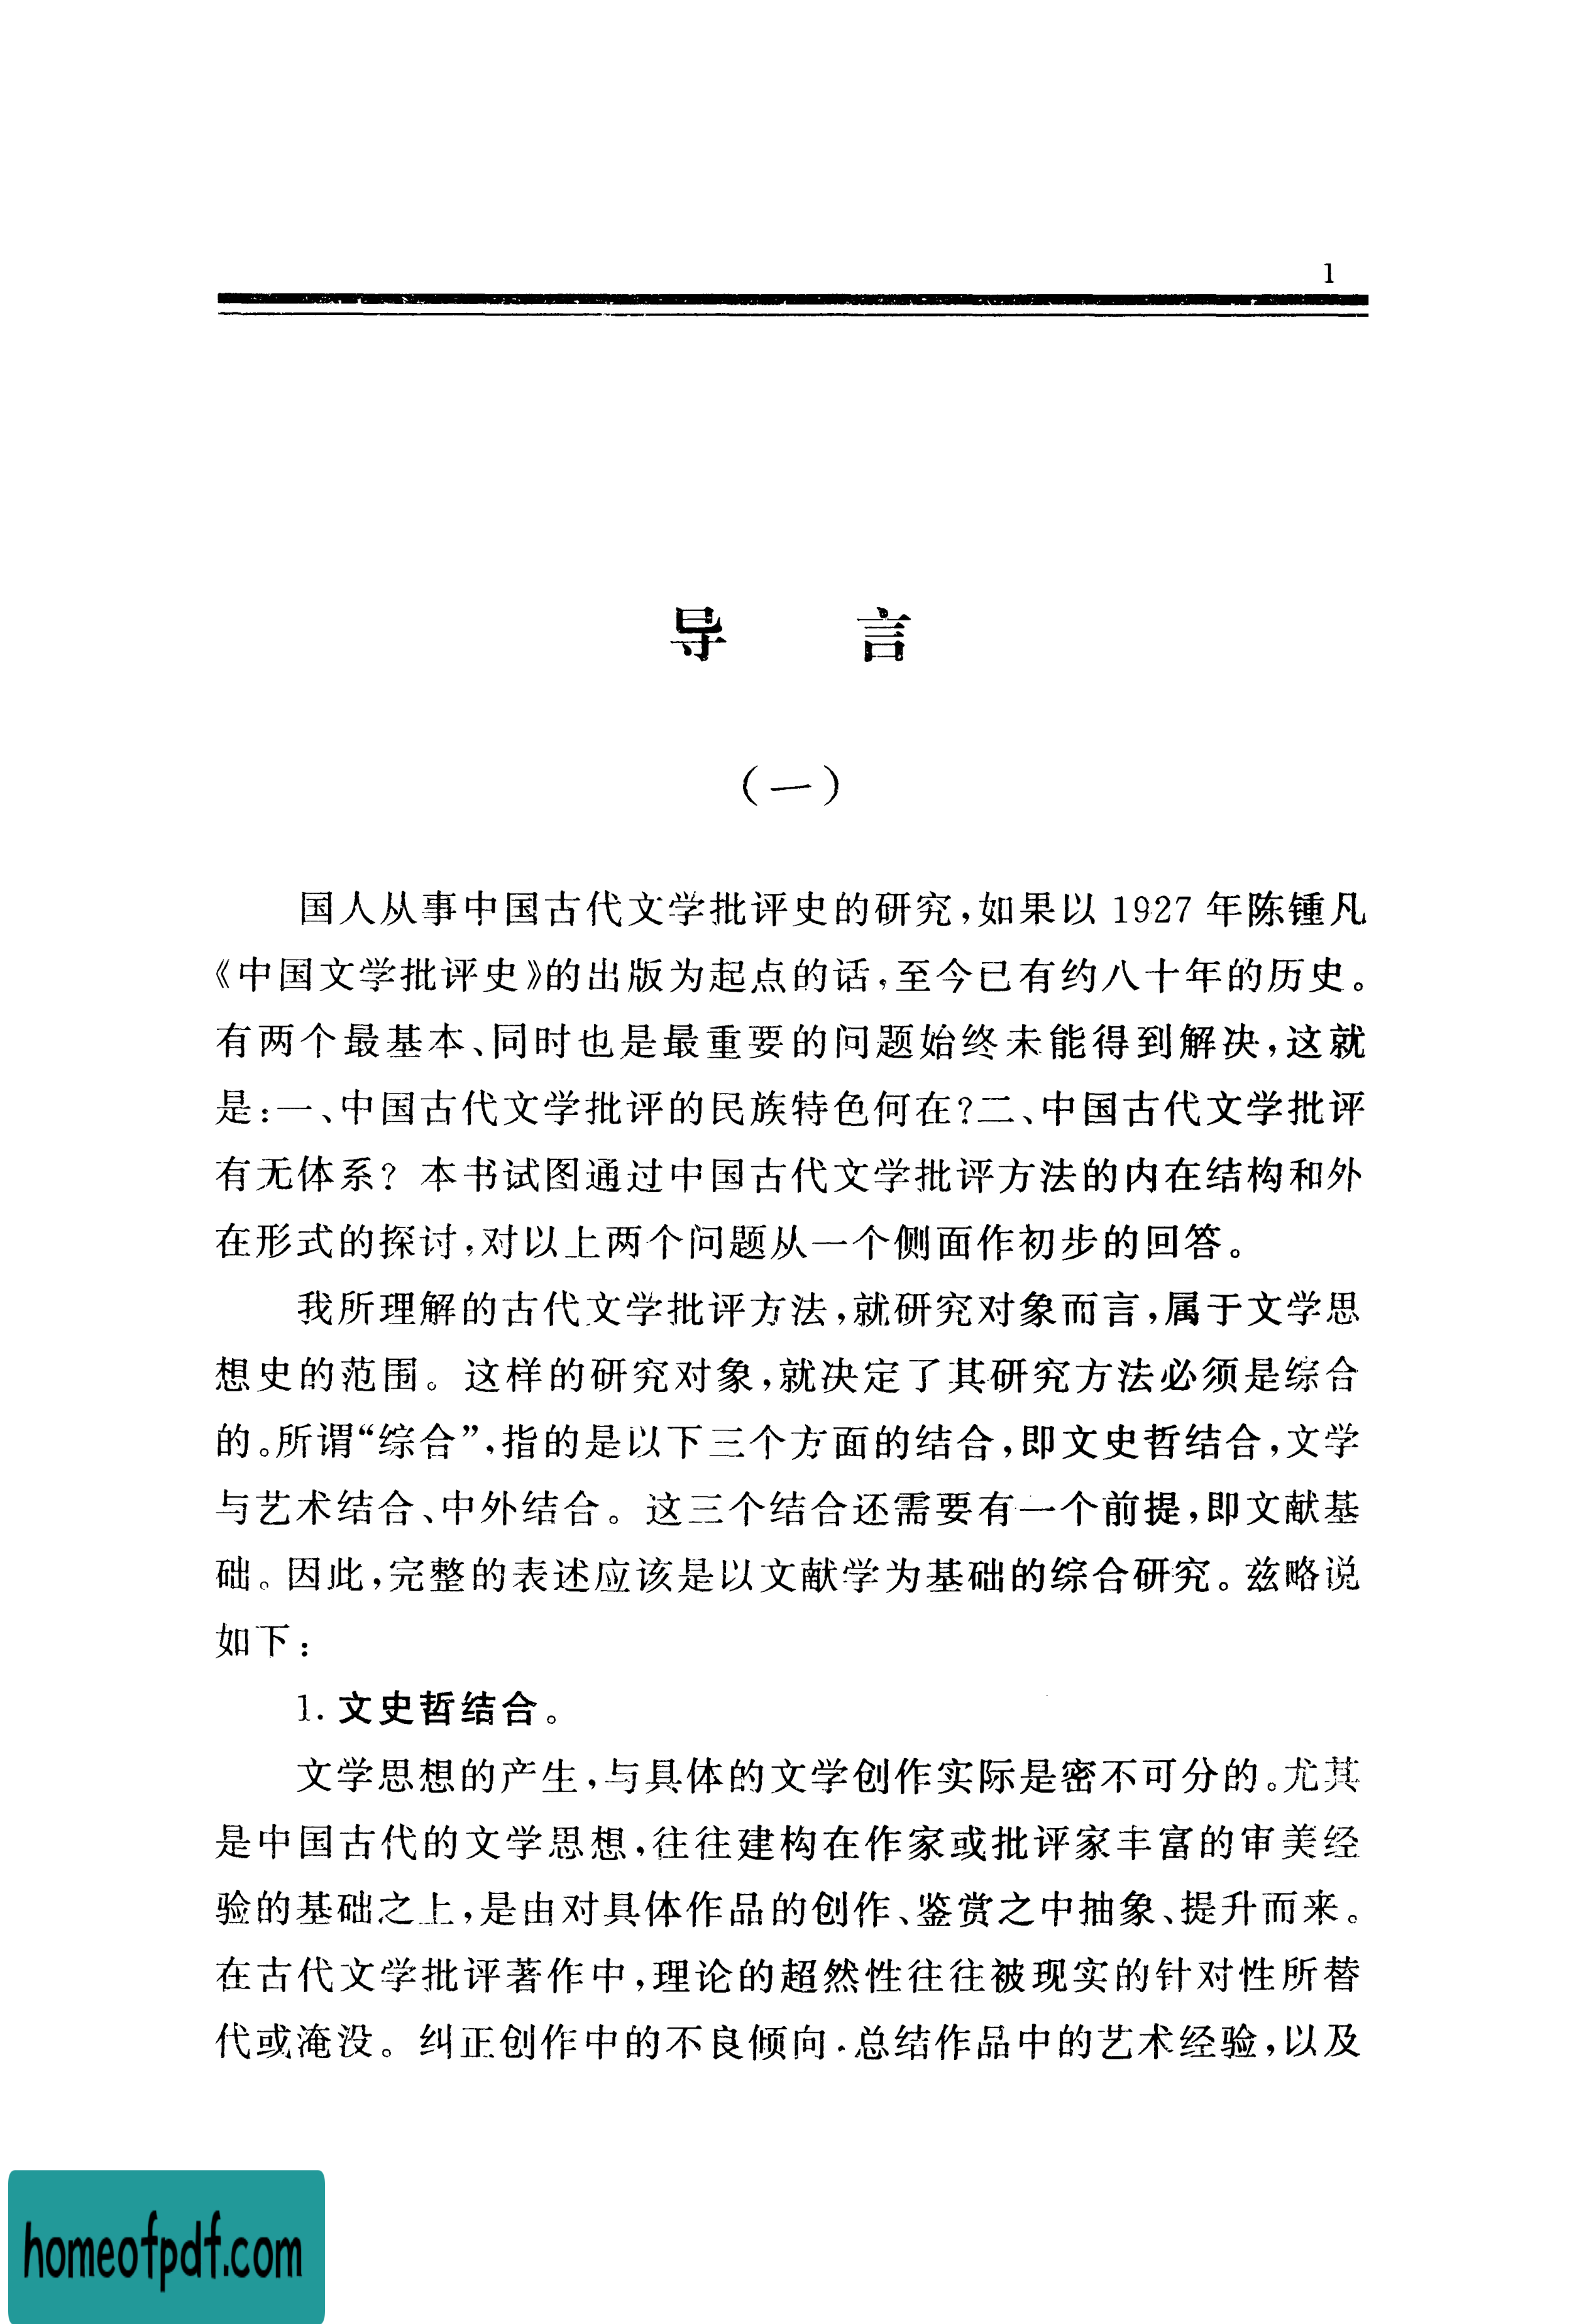 1
导 言
(一)
国人从事中国古代文学批评史的研究,如果以 1927 年陈锺凡
《中国文学批评史》的出版为起点的话,至今已有约八十年的历史。
有两个最基本、同时也是最重要的问题始终未能得到解决,这就
是:一、中国古代文学批评的民族特色何在?二、中国古代文学批评
有无体系? 本书试图通过中国古代文学批评方法的内在结构和外
在形式的探讨,对以上两个问题从一个侧面作初步的回答。
我所理解的古代文学批评方法,就研究对象而言,属于文学思
想史的范围。这样的研究对象,就决定了其研究方法必须是综合
的。所谓“综合”,指的是以下三个方面的结合,即文史哲结合,文学
与艺术结合、中外结合。这三个结合还需要有一个前提,即文献基
础。因此,完整的表述应该是以文献学为基础的综合研究。兹略说
如下:
1. 文史哲结合。
文学思想的产生,与具体的文学创作实际是密不可分的。尤其
是中国古代的文学思想,往往建构在作家或批评家丰富的审美经
验的基础之上,是由对具体作品的创作、鉴赏之中抽象、提升而来。
在古代文学批评著作中,理论的超然性往往被现实的针对性所替
代或淹没。纠正创作中的不良倾向,总结作品中的艺术经验,以及
homeofpdf.com